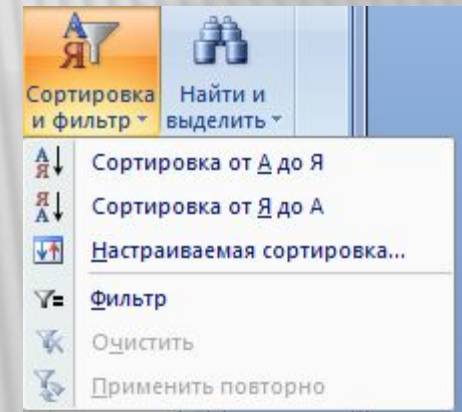 Сортировка и фильтр
Найти и выделить
Сортировка от А до Я
Сортировка от Я до А
Настраиваемая сортировка...
Фильтр
Очистить
Применить повторно